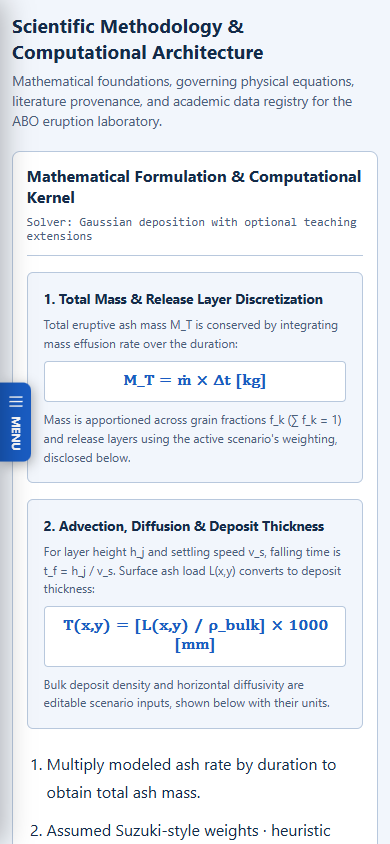 Scientific Methodology &
Computational Architecture
Mathematical foundations, governing physical equations,
literature provenance, and academic data registry for the
ABO eruption laboratory.
Mathematical Formulation & Computational
Kernel
Solver: Gaussian deposition with optional teaching
extensions
1. Total Mass & Release Layer Discretization
Total eruptive ash mass M_T is conserved by integrating
mass effusion rate over the duration:
M_T = ṁ × Δt [kg]
MENU
Mass is apportioned across grain fractions f_k (∑ f_k = 1)
and release layers using the active scenario's weighting,
disclosed below.
2. Advection, Diffusion & Deposit Thickness
For layer height h_j and settling speed v_s, falling time is
t_f = h_j / v_s. Surface ash load L(x,y) converts to deposit
thickness:
T(x,y) = [L(x,y) / ρ_bulk] × 1000
[mm]
Bulk deposit density and horizontal diffusivity are
editable scenario inputs, shown below with their units.
1. Multiply modeled ash rate by duration to
obtain total ash mass.
2. Assumed Suzuki-style weights · heuristic